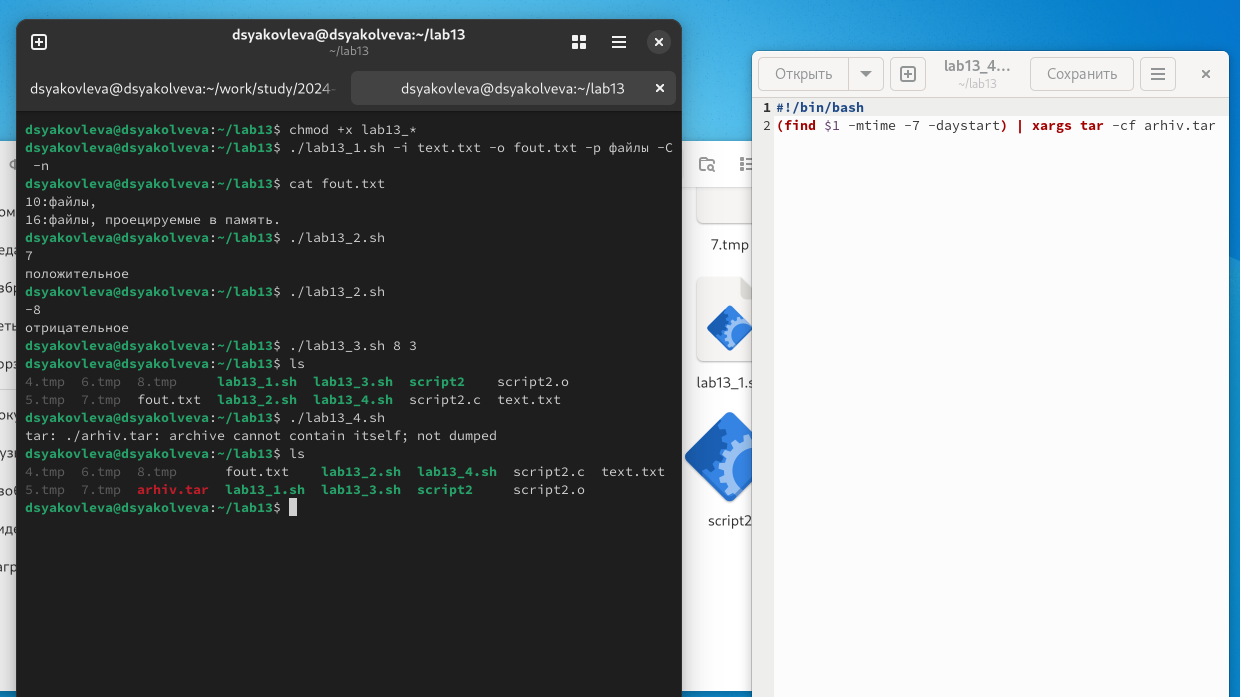 dsyakovleva@dsyakolveva:~/lab13
~/lab13
dsyakovleva@dsyakolveva:~/work/study/2024-
dsyakovleva@dsyakolveva:~/lab13
dsyakovleva@dsyakolveva:~/lab13$ chmod +x lab13_*
dsyakovleva@dsyakolveva:~/lab13$ ./lab13_1.sh -i text.txt -o fout.txt -p файлы -C
-n
dsyakovleva@dsyakolveva:~/lab13$ cat fout.txt
10:файлы,
16:файлы, проецируемые в память.
dsyakovleva@dsyakolveva:~/lab13$ ./lab13_2.sh
7
положительное
dsyakovleva@dsyakolveva:~/lab13$ ./lab13_2.sh
-8
отрицательное
dsyakovleva@dsyakolveva:~/lab13$ ./lab13_3.sh 8 3
dsyakovleva@dsyakolveva:~/lab13$ ls
4.tmp 6.tmp 8.tmp lab13_1.sh lab13_3.sh script2 script2.o
5.tmp 7.tmp fout.txt lab13_2.sh lab13_4.sh script2.c text.txt
dsyakovleva@dsyakolveva:~/lab13$ ./lab13_4.sh
tar: ./arhiv.tar: archive cannot contain itself; not dumped
dsyakovleva@dsyakolveva:~/lab13$ ls
4.tmp 6.tmp 8.tmp fout.txt lab13_2.sh lab13_4.sh script2.c text.txt
5.tmp 7.tmp arhiv.tar lab13_1.sh lab13_3.sh script2 script2.o
dsyakovleva@dsyakolveva:~/lab13$
7.tmp
lab13_1.s
script2
Открыть
lab13_4...
~/lab13
Сохранить
1 #!/bin/bash
2 (find $1 -mtime -7 -daystart) | xargs tar -cf arhiv.tar